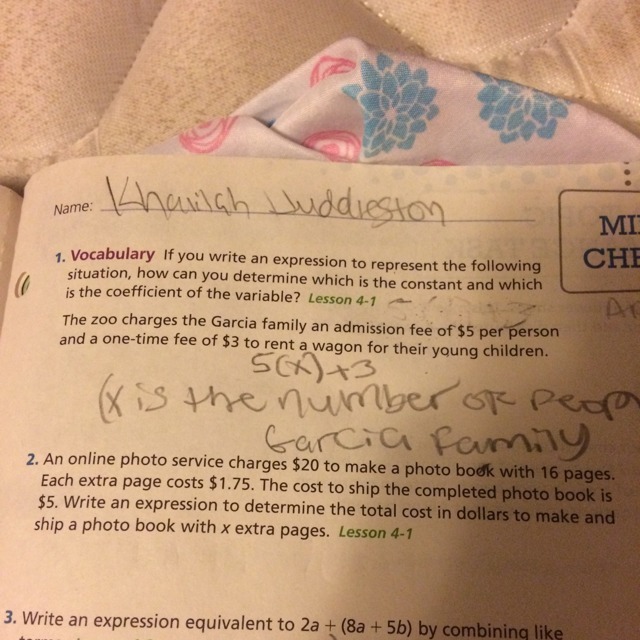 Name: Khailah Huddleston
MI
CHE
1. Vocabulary If you write an expression to represent the following
situation, how can you determine which is the constant and which
is the coefficient of the variable? Lesson 4-1
The zoo charges the Garcia family an admission fee of $5 per person
and a one-time fee of $3 to rent a wagon for their young children.
5(x)+3
(x is the number of peop
Garcia family
2. An online photo service charges $20 to make a photo book with 16 pages.
Each extra page costs $1.75. The cost to ship the completed photo book is
$5. Write an expression to determine the total cost in dollars to make and
ship a photo book with x extra pages. Lesson 4-1
3. Write an expression equivalent to 2a + (8a + 5b) by combining like